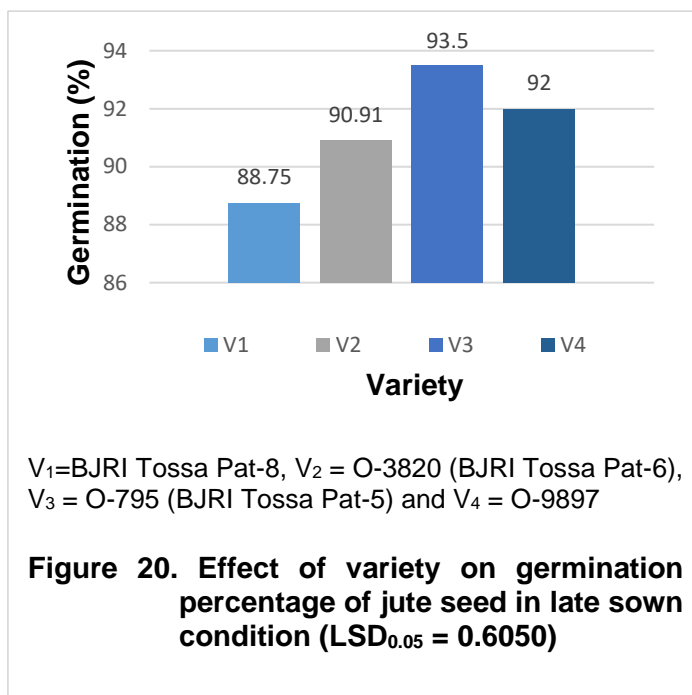 Germination (%)
94
92
90
88
86
88.75
90.91
93.5
92
V1 V2 V3 V4
Variety
V₁=BJRI Tossa Pat-8, V₂ = O-3820 (BJRI Tossa Pat-6),
V₃ = O-795 (BJRI Tossa Pat-5) and V₄ = O-9897
Figure 20. Effect of variety on germination
percentage of jute seed in late sown
condition (LSD₀.₀₅ = 0.6050)